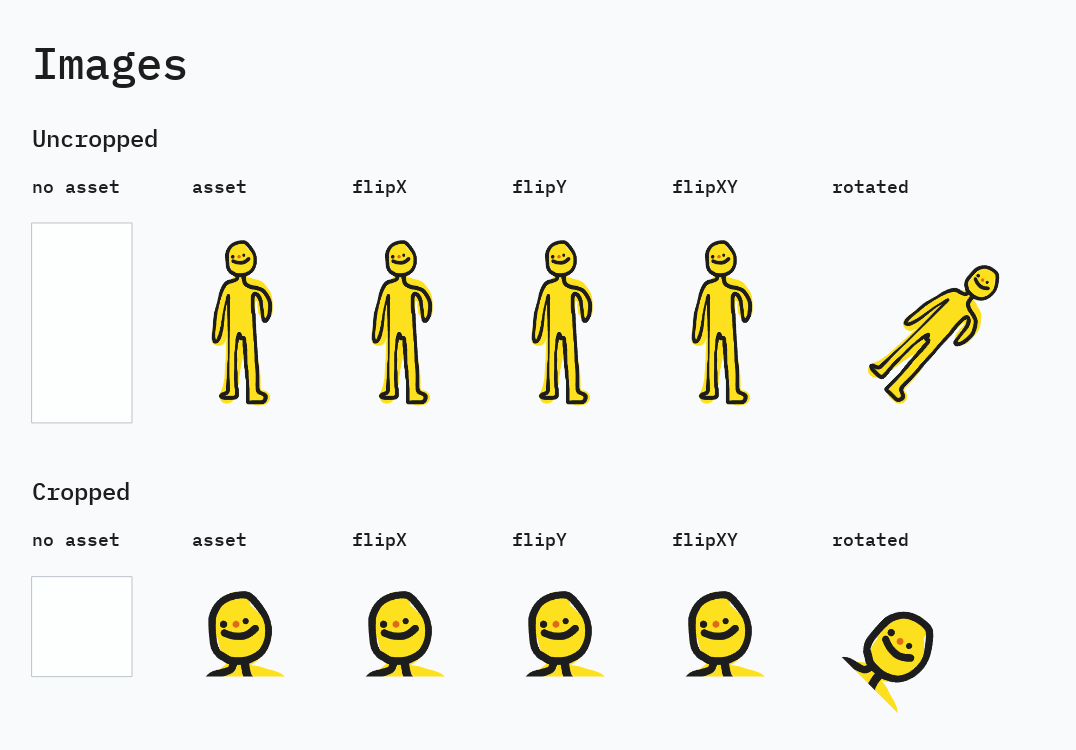 Images
Uncropped
no asset asset flipX flipY flipXY rotated
Cropped
no asset asset flipX flipY flipXY rotated